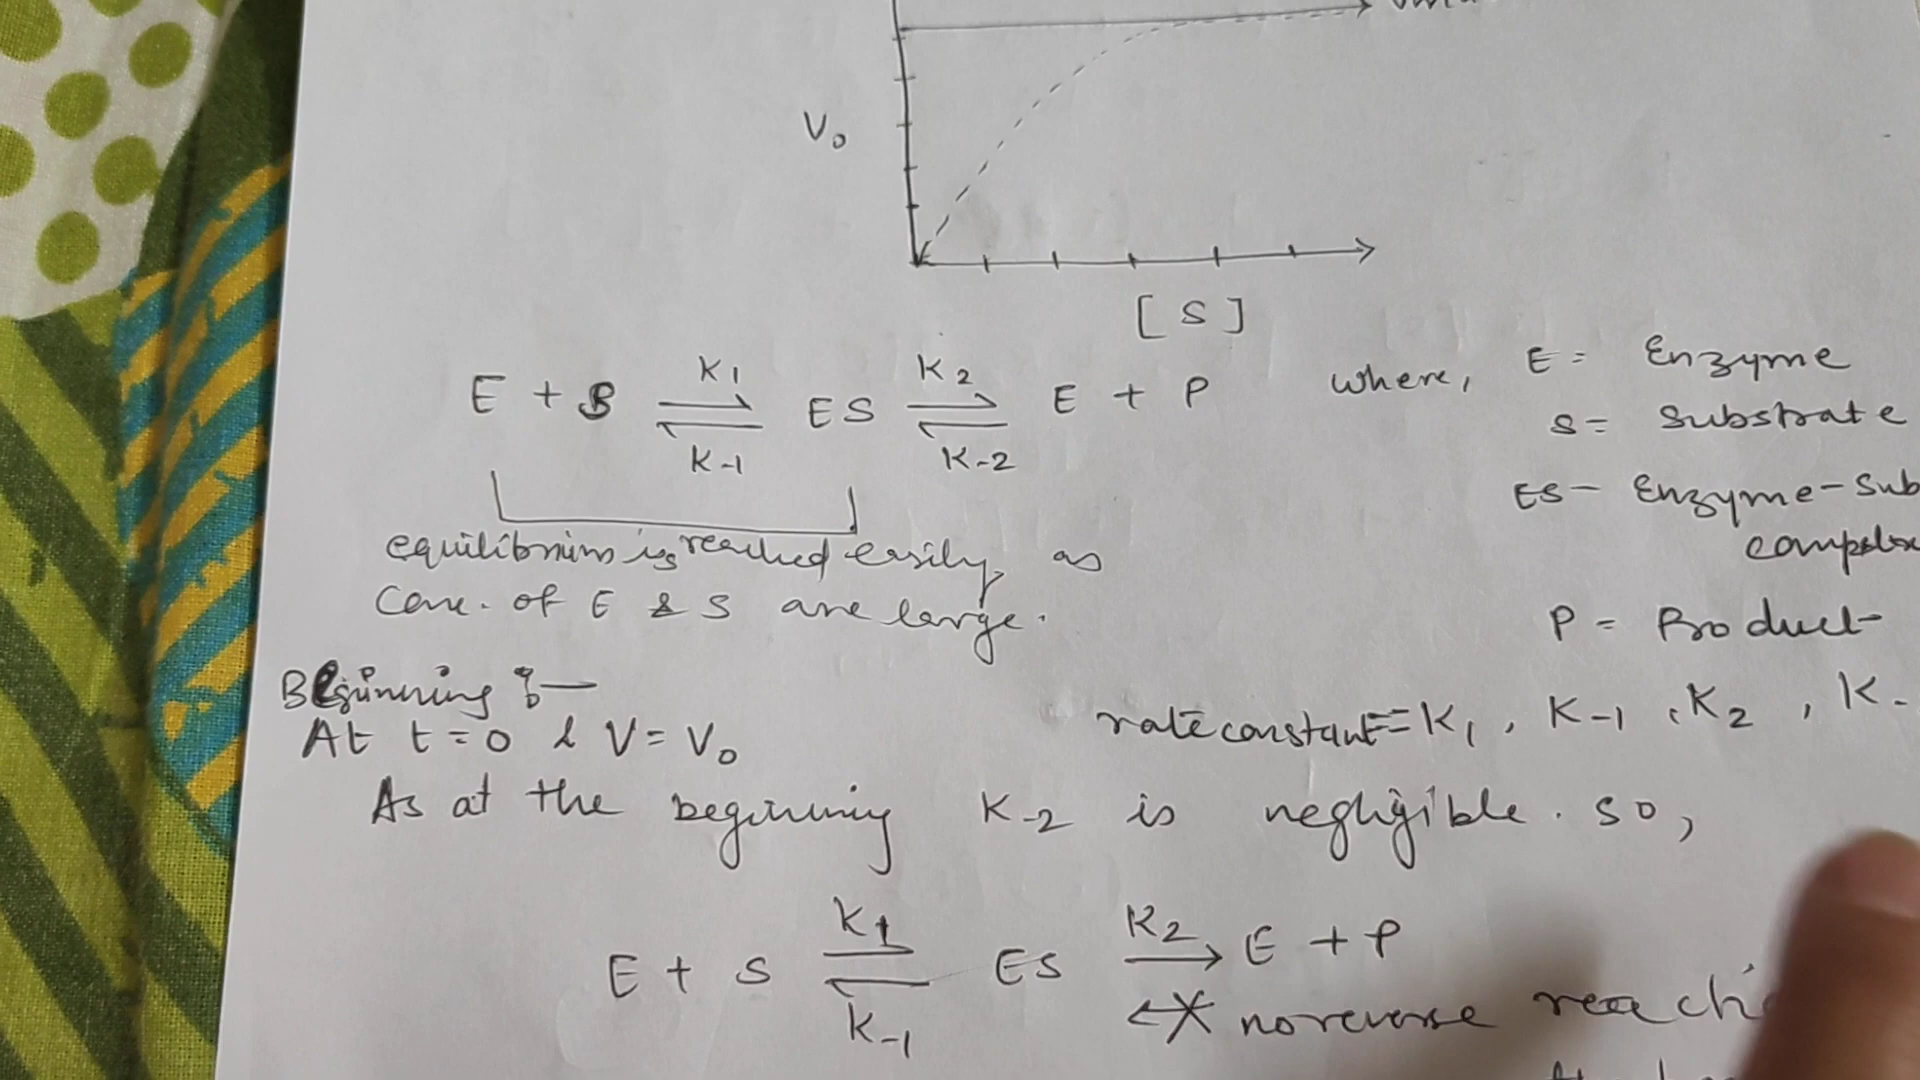 V₀
[ S ]
E + S ⇌ ES ⇌ E + P where, E = Enzyme
K1 K2
K-1 K-2
S = Substrate
ES - Enzyme-Sub
equilibrium is reached easily as
conc. of E & S are large.
P = Product
Beginning :-
At t = 0 & V = V₀
rate constant = K1, K-1, K2, K-
As at the beginning K-2 is negligible. So,
K1 K2
E + S ⇌ ES → E + P
K-1
no reverse